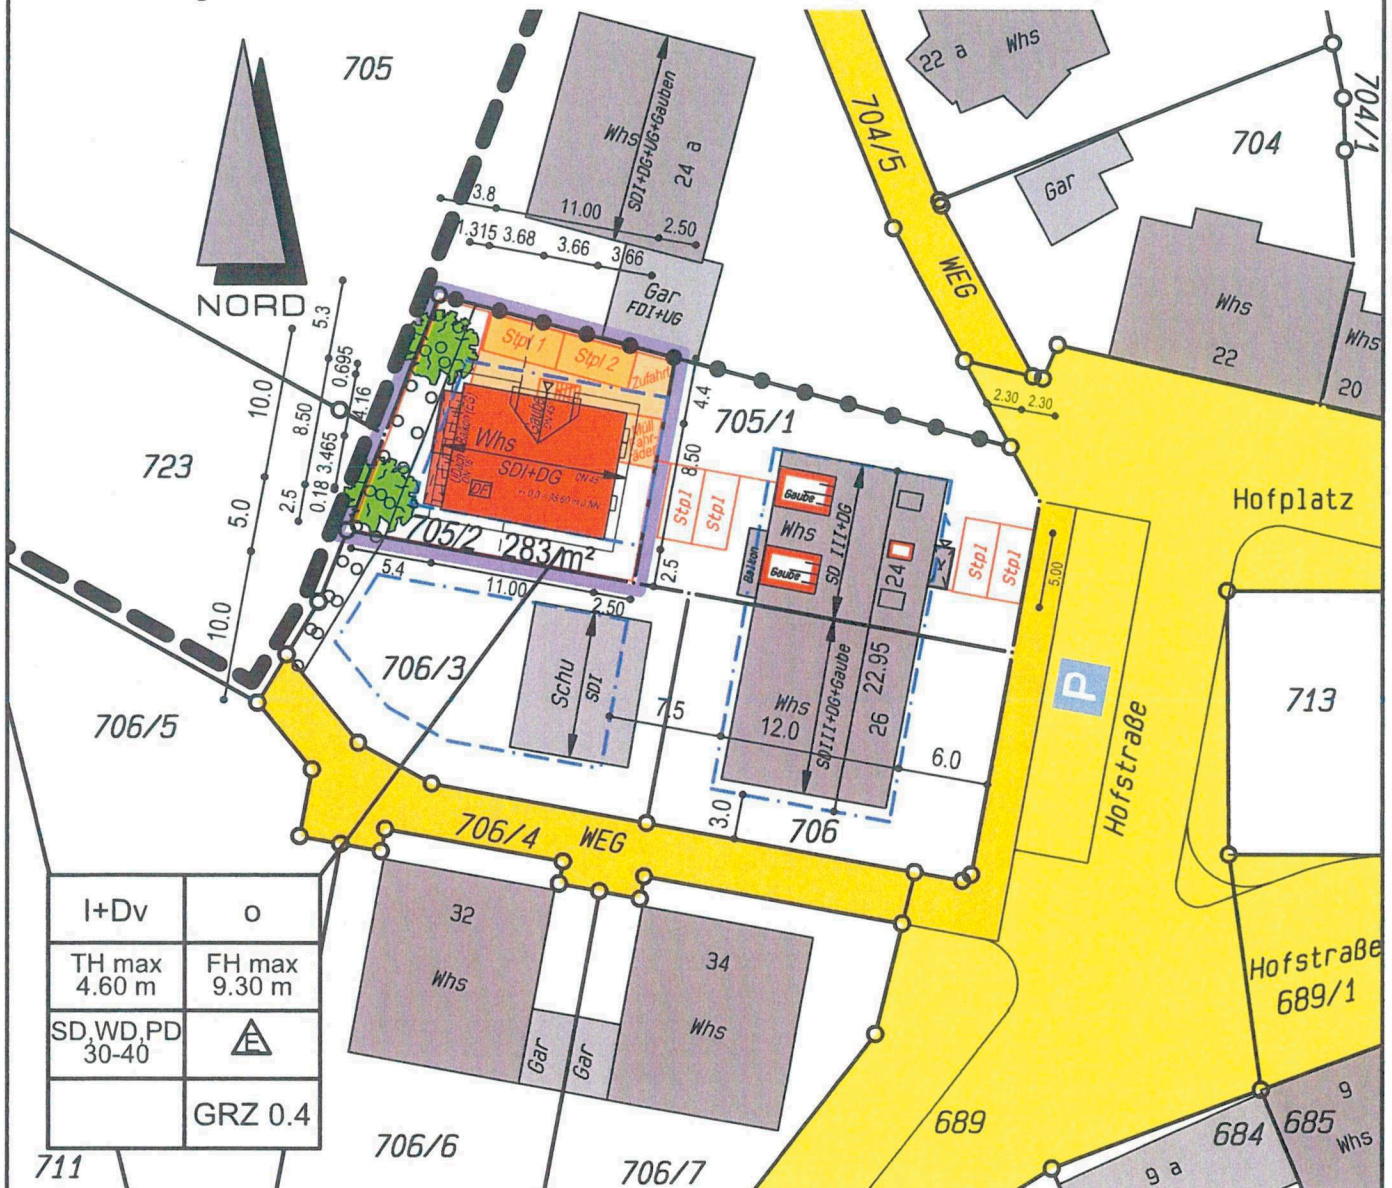 705
NORD
Whs
SDI+DG+UG+Gauben
24 a
3.8
11.00
2.50
1.315
3.68
3.66
3.66
Gar
FDI+UG
704/5
WEG
22 a
Whs
704
704/1
Gar
Whs
22
Whs
20
2.30
2.30
5.3
0.695
4.16
10.0
8.50
3.465
0.18
2.5
5.0
10.0
723
Stpl 1
Stpl 2
Zufahrt
Gaube
Whs
SDI+DG
DN 45
DF
Müll
4.4
8.50
2.5
705/1
705/2
283 m²
5.4
11.00
2.50
Stpl
Stpl
Gaube
Whs
Gaube
Balkon
SD III+DG
24
Stpl
Stpl
5.00
Hofplatz
P
Hofstraße
713
706/3
Schu
SDI
7.5
Whs
12.0
SDIII+DG+Gaube
22.95
26
6.0
3.0
706
706/5
706/4
WEG
I+Dv
o
TH max
4.60 m
FH max
9.30 m
SD,WD,PD
30-40
E
GRZ 0.4
32
Whs
34
Whs
Gar
Gar
Hofstraße
689/1
689
684
685
9
Whs
9 a
711
706/6
706/7